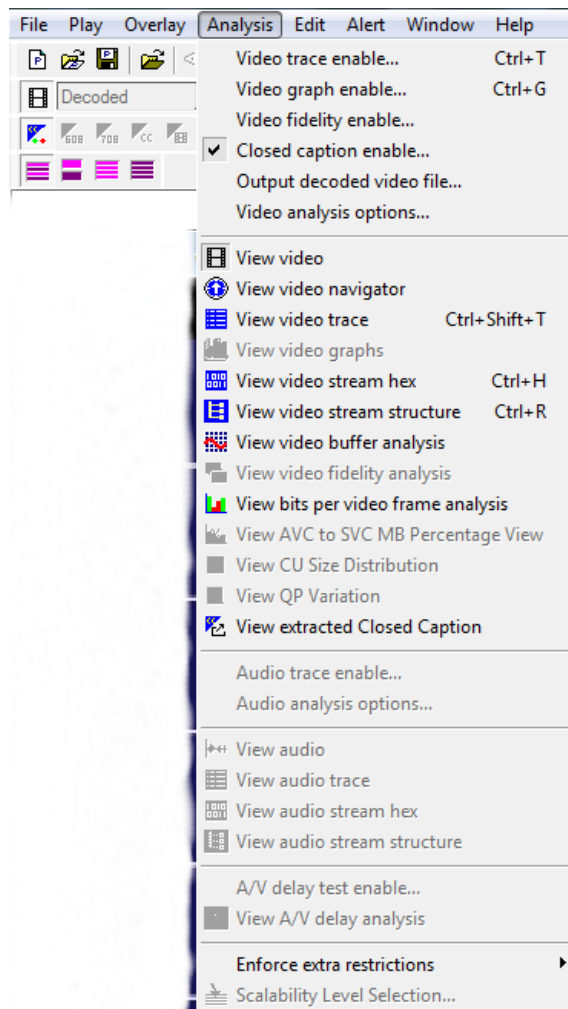 File Play Overlay Analysis Edit Alert Window Help
Video trace enable... Ctrl+T
Decoded Video graph enable... Ctrl+G
Video fidelity enable...
608 708 CC Closed caption enable...
Output decoded video file...
Video analysis options...
View video
View video navigator
View video trace Ctrl+Shift+T
View video graphs
View video stream hex Ctrl+H
View video stream structure Ctrl+R
View video buffer analysis
View video fidelity analysis
View bits per video frame analysis
View AVC to SVC MB Percentage View
View CU Size Distribution
View QP Variation
View extracted Closed Caption
Audio trace enable...
Audio analysis options...
View audio
View audio trace
View audio stream hex
View audio stream structure
A/V delay test enable...
View A/V delay analysis
Enforce extra restrictions
Scalability Level Selection...